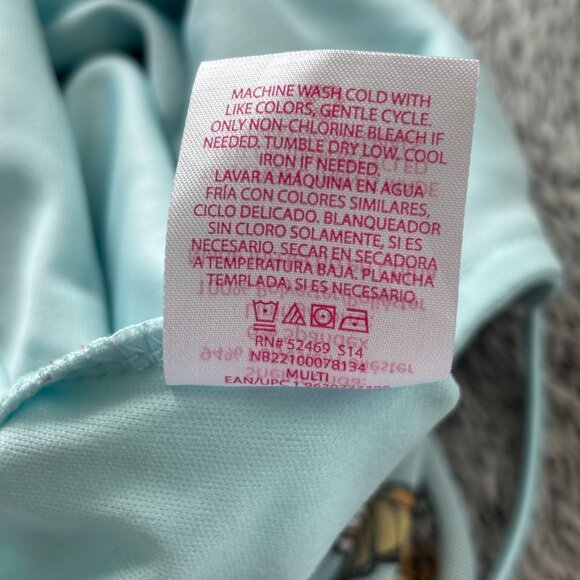 MACHINE WASH COLD WITH
LIKE COLORS, GENTLE CYCLE.
ONLY NON-CHLORINE BLEACH IF
NEEDED. TUMBLE DRY LOW. COOL
IRON IF NEEDED.
LAVAR A MÁQUINA EN AGUA
FRÍA CON COLORES SIMILARES,
CICLO DELICADO. BLANQUEADOR
SIN CLORO SOLAMENTE, SI ES
NECESARIO. SECAR EN SECADORA
A TEMPERATURA BAJA. PLANCHA
TEMPLADA, SI ES NECESARIO.
RN# 52469 S14
NB22100078134
MULTI
EAN/UPC